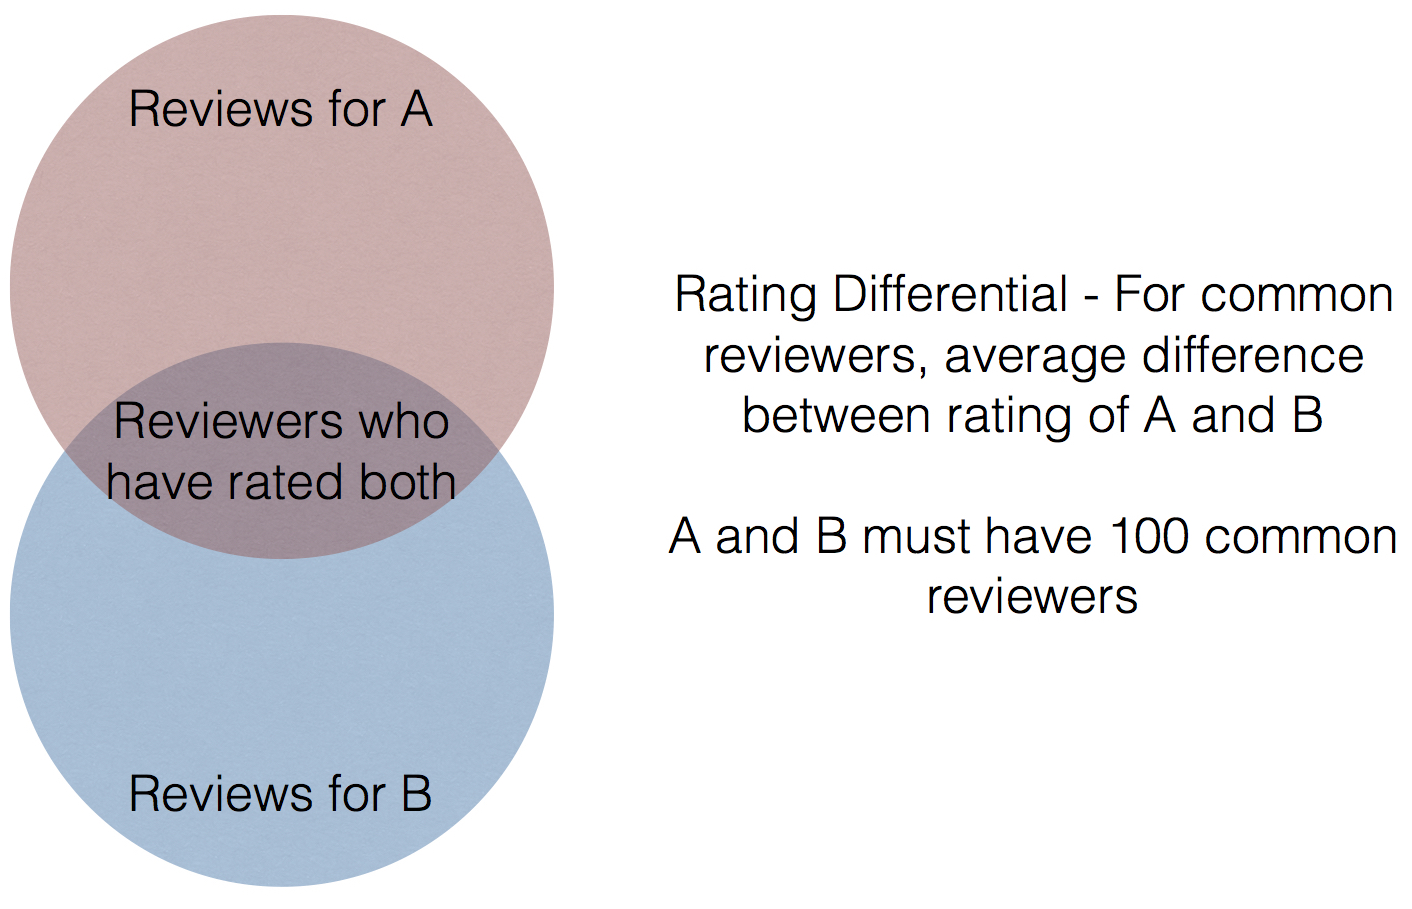 Reviews for A
Reviewers who
have rated both
Reviews for B
Rating Differential - For common
reviewers, average difference
between rating of A and B
A and B must have 100 common
reviewers